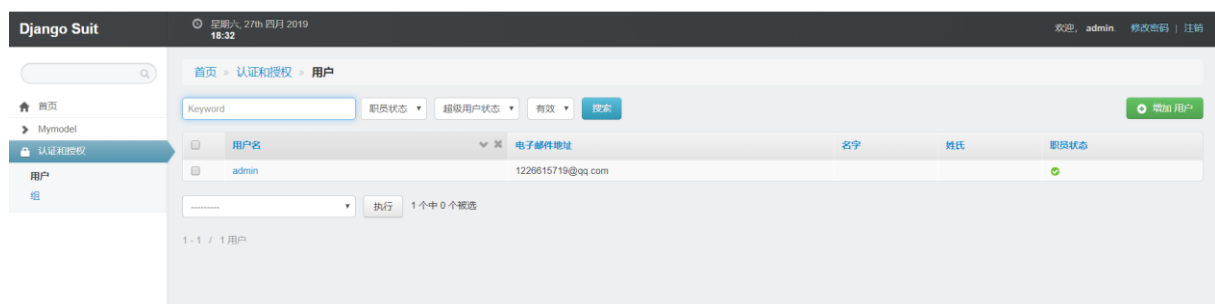 Django Suit
星期六, 27th 四月 2019
18:32
欢迎, admin. 修改密码 | 注销
首页 » 认证和授权 » 用户
首页
Mymodel
认证和授权
用户
组
Keyword 职员状态 超级用户状态 有效 搜索 增加 用户
用户名 电子邮件地址 名字 姓氏 职员状态
admin 1226615719@qq.com
--------- 执行 1 个中 0 个被选
1 - 1 / 1 用户